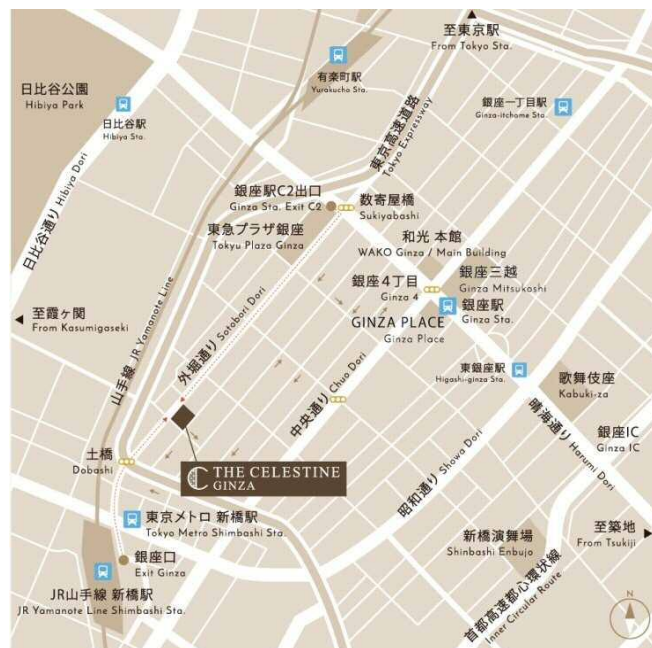 至東京駅
From Tokyo Sta.
有楽町駅
Yurakucho Sta.
日比谷公園
Hibiya Park
日比谷駅
Hibiya Sta.
銀座一丁目駅
Ginza-itchome Sta.
東京高速道路
Tokyo Expressway
日比谷通り Hibiya Dori
銀座駅C2出口
Ginza Sta. Exit C2
数寄屋橋
Sukiyabashi
東急プラザ銀座
Tokyu Plaza Ginza
和光 本館
WAKO Ginza / Main Building
銀座4丁目
Ginza 4
銀座三越
Ginza Mitsukoshi
銀座駅
Ginza Sta.
GINZA PLACE
Ginza Place
至霞ヶ関
From Kasumigaseki
山手線 JR Yamanote Line
外堀通り Sotobori Dori
中央通り Chuo Dori
東銀座駅
Higashi-ginza Sta.
歌舞伎座
Kabuki-za
晴海通り Harumi Dori
銀座IC
Ginza IC
土橋
Dobashi
THE CELESTINE
GINZA
昭和通り Showa Dori
東京メトロ 新橋駅
Tokyo Metro Shimbashi Sta.
新橋演舞場
Shinbashi Enbujo
至築地
From Tsukiji
銀座口
Exit Ginza
JR山手線 新橋駅
JR Yamanote Line Shimbashi Sta.
首都高速都心環状線
Inner Circular Route
N